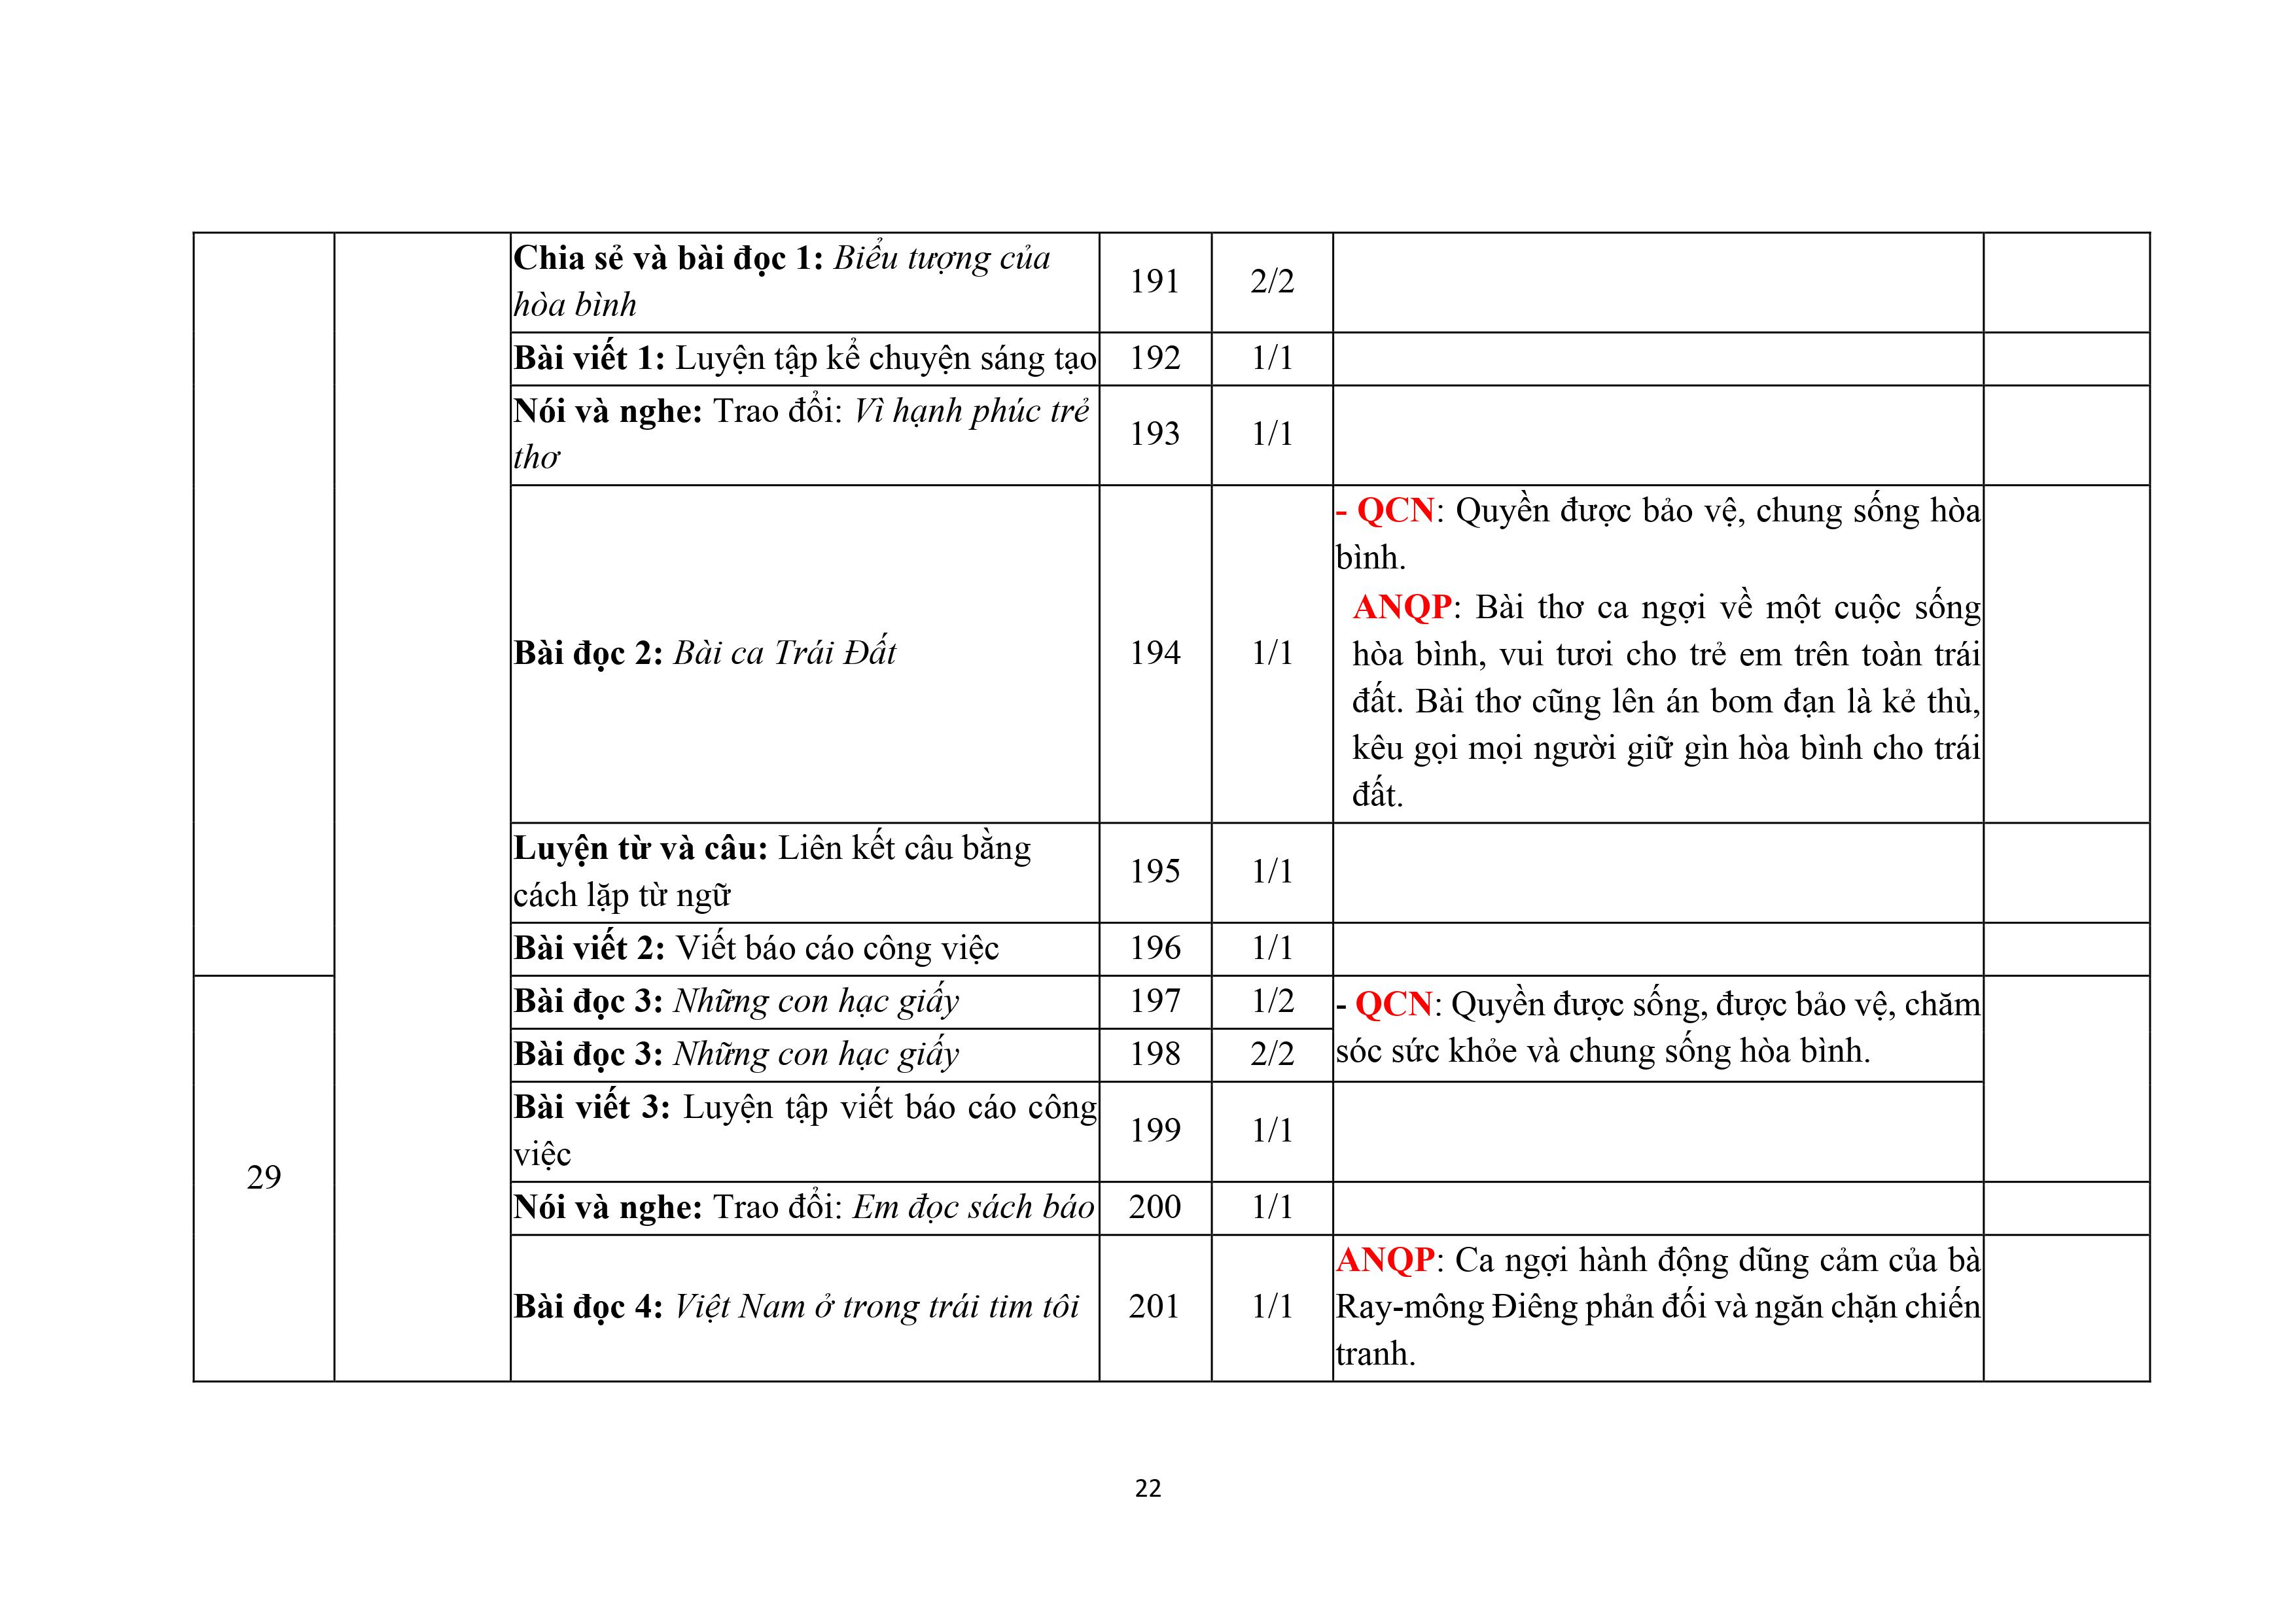 Chia sẻ và bài đọc 1: Biểu tượng của
hòa bình
191
2/2
Bài viết 1: Luyện tập kể chuyện sáng tạo
192
1/1
Nói và nghe: Trao đổi: Vì hạnh phúc trẻ
thơ
193
1/1
Bài đọc 2: Bài ca Trái Đất
194
1/1
- QCN: Quyền được bảo vệ, chung sống hòa
bình.
ANQP: Bài thơ ca ngợi về một cuộc sống
hòa bình, vui tươi cho trẻ em trên toàn trái
đất. Bài thơ cũng lên án bom đạn là kẻ thù,
kêu gọi mọi người giữ gìn hòa bình cho trái
đất.
Luyện từ và câu: Liên kết câu bằng
cách lặp từ ngữ
195
1/1
Bài viết 2: Viết báo cáo công việc
196
1/1
29
Bài đọc 3: Những con hạc giấy
197
1/2
- QCN: Quyền được sống, được bảo vệ, chăm
sóc sức khỏe và chung sống hòa bình.
Bài đọc 3: Những con hạc giấy
198
2/2
Bài viết 3: Luyện tập viết báo cáo công
việc
199
1/1
Nói và nghe: Trao đổi: Em đọc sách báo
200
1/1
Bài đọc 4: Việt Nam ở trong trái tim tôi
201
1/1
ANQP: Ca ngợi hành động dũng cảm của bà
Ray-mông Điêng phản đối và ngăn chặn chiến
tranh.
22